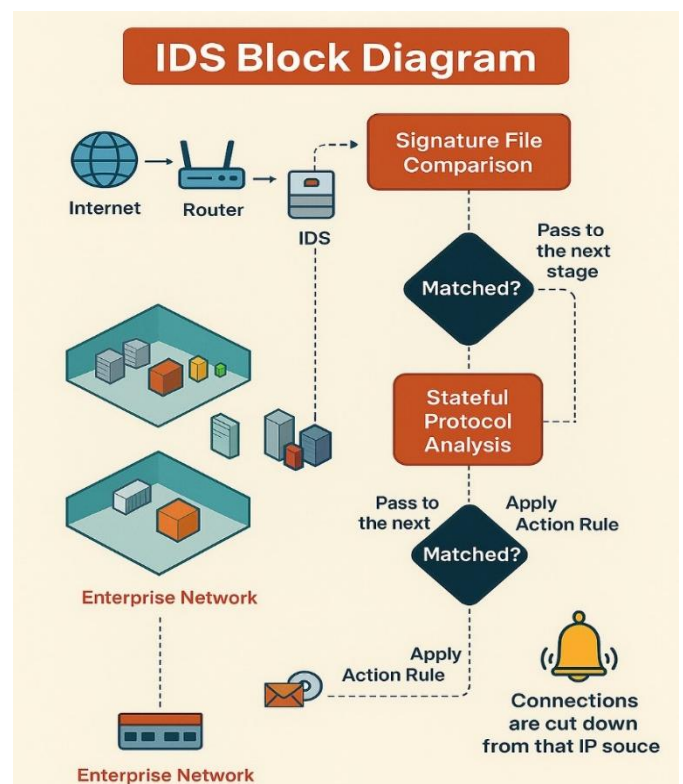 IDS Block Diagram
Internet
Router
IDS
Signature File
Comparison
Matched?
Pass to
the next
stage
Stateful
Protocol
Analysis
Pass to
the next
Apply
Action Rule
Matched?
Enterprise Network
Apply
Action Rule
Connections
are cut down
from that IP souce
Enterprise Network